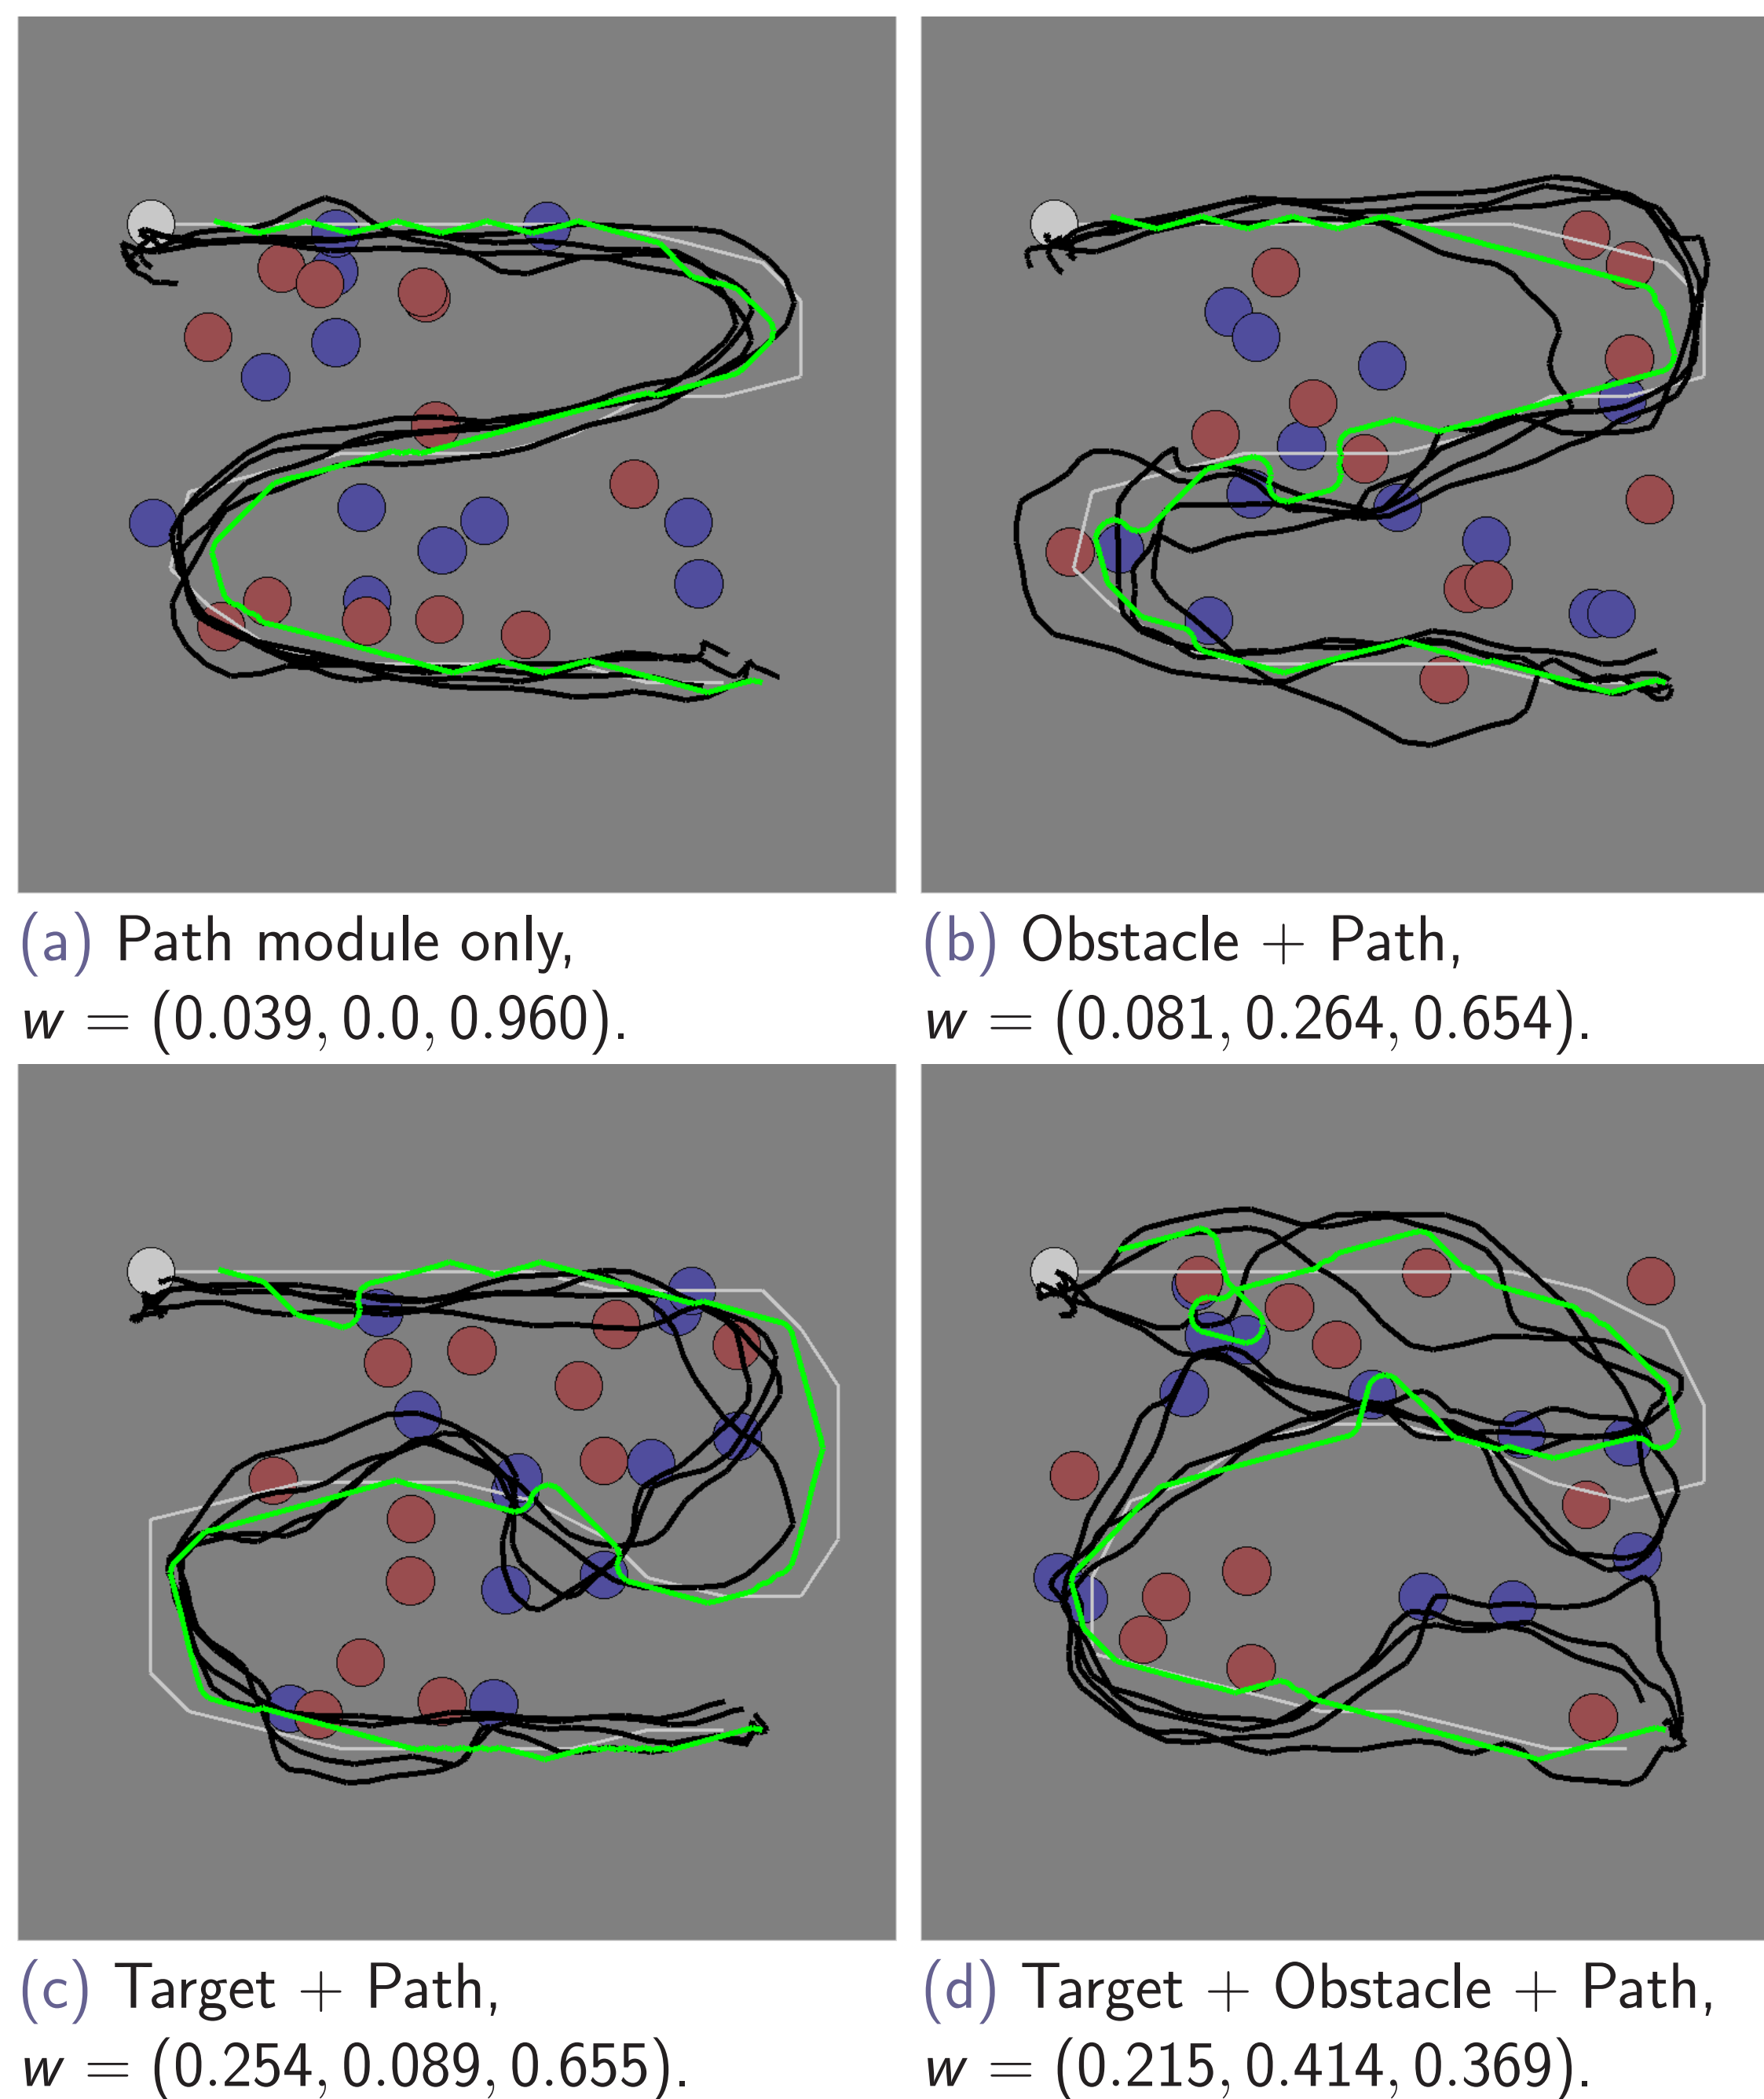 (a) Path module only,
w = (0.039, 0.0, 0.960).
(b) Obstacle + Path,
w = (0.081, 0.264, 0.654).
(c) Target + Path,
w = (0.254, 0.089, 0.655).
(d) Target + Obstacle + Path,
w = (0.215, 0.414, 0.369).